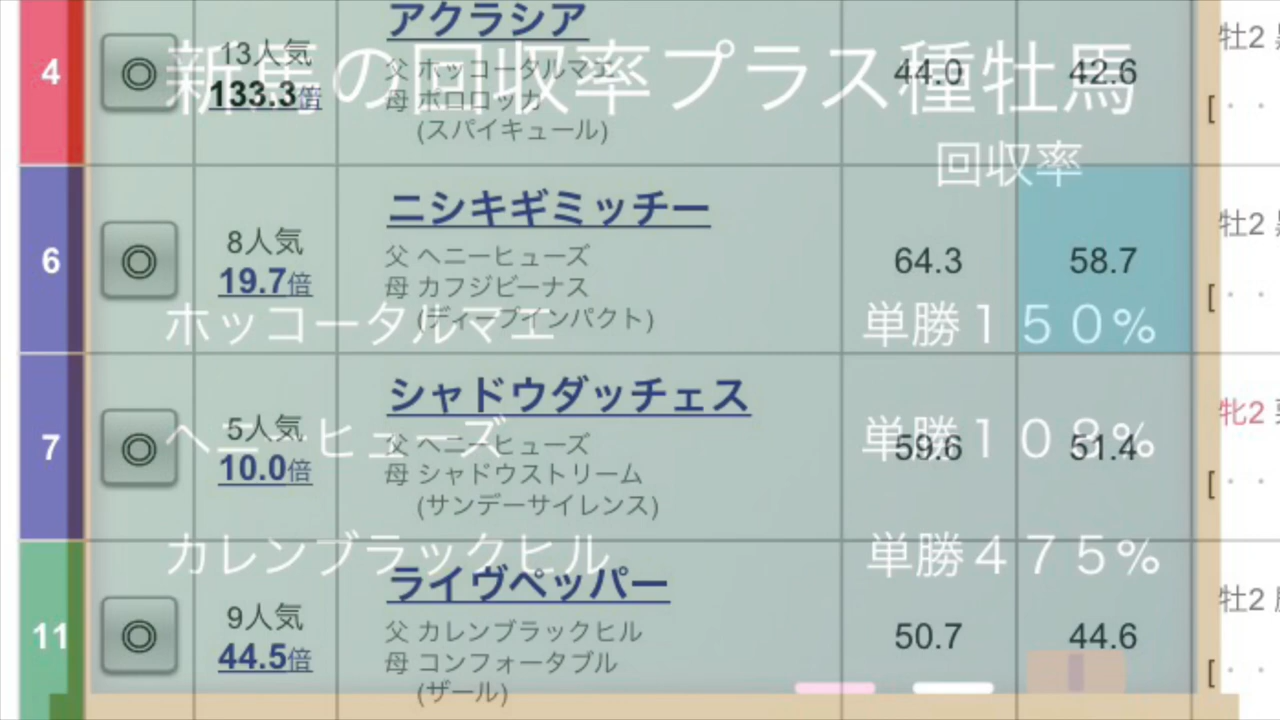 新馬の回収率プラス種牡馬
回収率
ホッコータルマエ 単勝１５０％
ヘニーヒューズ 単勝１０８％
カレンブラックヒル 単勝４７５％
4 ◎ 13人気 133.3倍 アクラシア 44.0 42.6 牡2
父 ホッコータルマエ
母 ホロロッカ
(スパイキュール)
[ ・ ・
6 ◎ 8人気 19.7倍 ニシキギミッチー 64.3 58.7 牡2
父 ヘニーヒューズ
母 カフジビーナス
(ディープインパクト)
[ ・ ・
7 ◎ 5人気 10.0倍 シャドウダッチェス 59.6 51.4 牝2
父 ヘニーヒューズ
母 シャドウストリーム
(サンデーサイレンス)
[ ・ ・
11 ◎ 9人気 44.5倍 ライヴペッパー 50.7 44.6 牡2
父 カレンブラックヒル
母 コンフォータブル
(ザール)
[ ・ ・